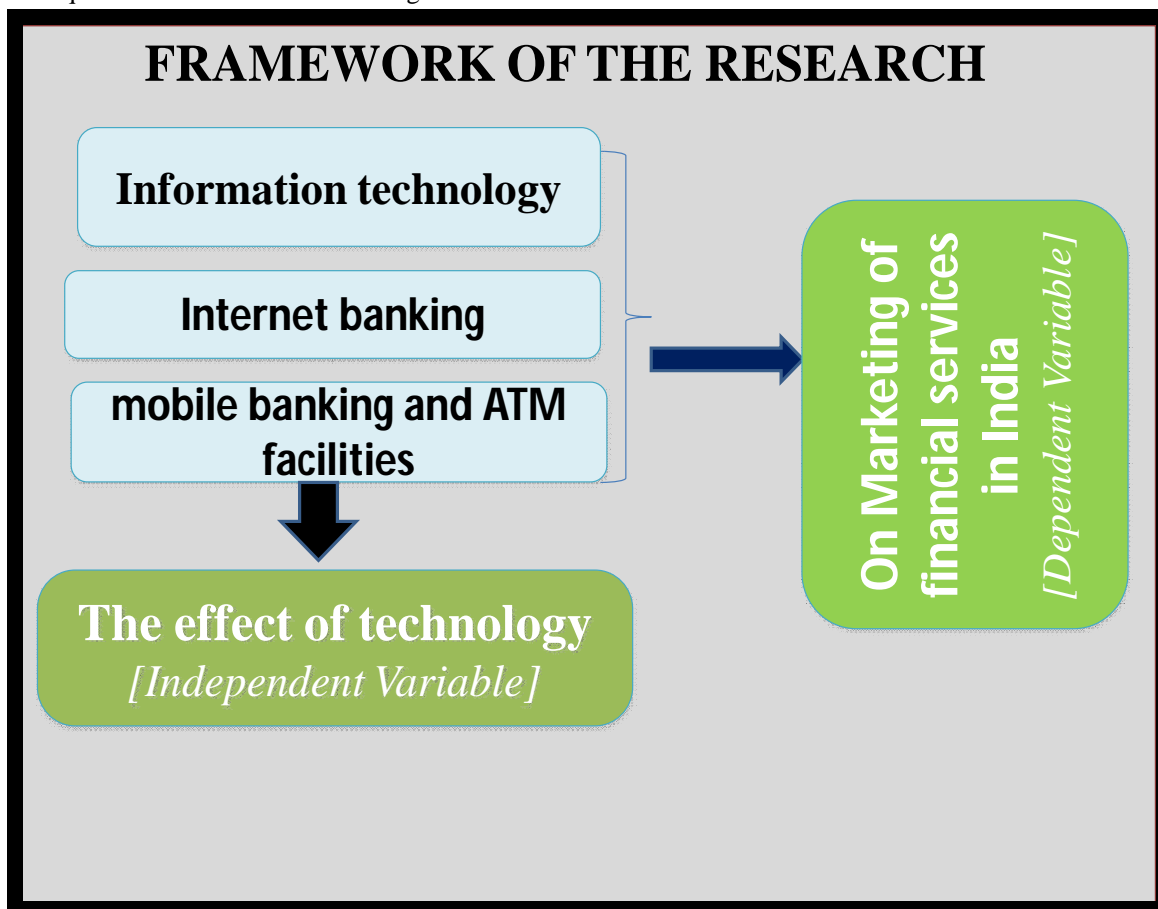 FRAMEWORK OF THE RESEARCH
Information technology
Internet banking
mobile banking and ATM
facilities
The effect of technology
[Independent Variable]
On Marketing of
financial services
in India
[Dependent Variable]